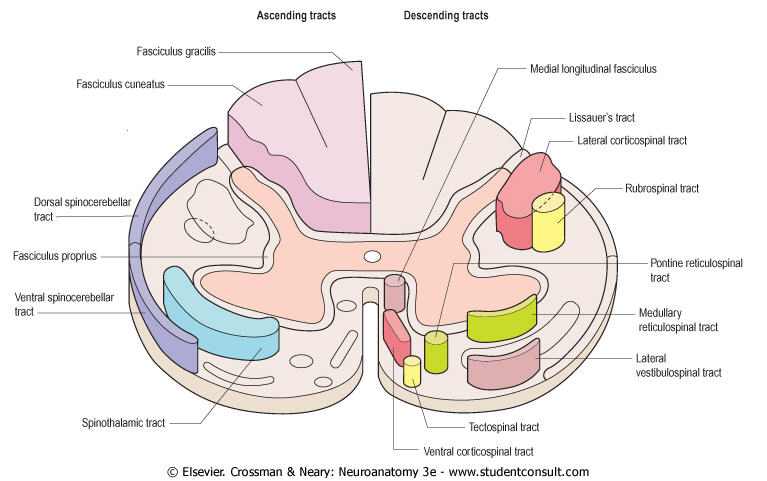 Ascending tracts
Descending tracts
Fasciculus gracilis
Fasciculus cuneatus
Medial longitudinal fasciculus
Lissauer's tract
Lateral corticospinal tract
Rubrospinal tract
Dorsal spinocerebellar
tract
Fasciculus proprius
Ventral spinocerebellar
tract
Pontine reticulospinal
tract
Medullary
reticulospinal tract
Lateral
vestibulospinal tract
Spinothalamic tract
Tectospinal tract
Ventral corticospinal tract
© Elsevier. Crossman & Neary: Neuroanatomy 3e - www.studentconsult.com